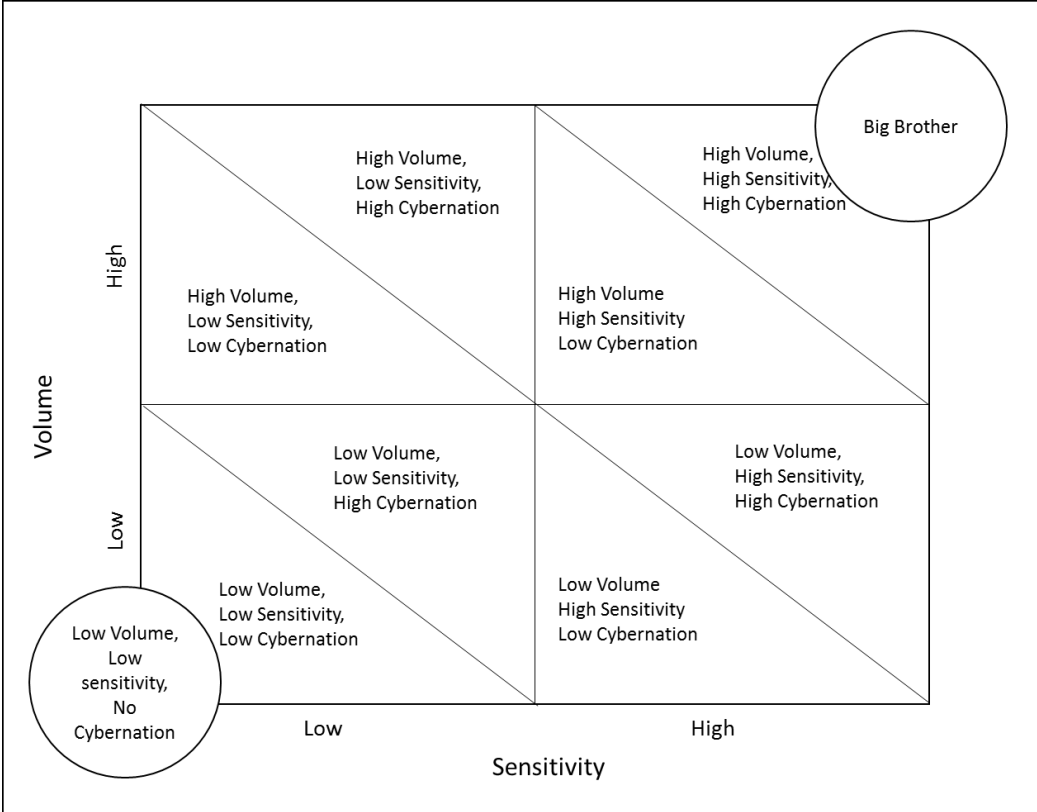 Big Brother
High Volume,
Low Sensitivity,
High Cybernation
High Volume,
High Sensitivity,
High Cybernation
High
High Volume,
Low Sensitivity,
Low Cybernation
High Volume
High Sensitivity
Low Cybernation
Volume
Low Volume,
Low Sensitivity,
High Cybernation
Low Volume,
High Sensitivity,
High Cybernation
Low
Low Volume,
Low Sensitivity,
Low Cybernation
Low Volume
High Sensitivity
Low Cybernation
Low Volume,
Low
sensitivity,
No
Cybernation
Low
High
Sensitivity